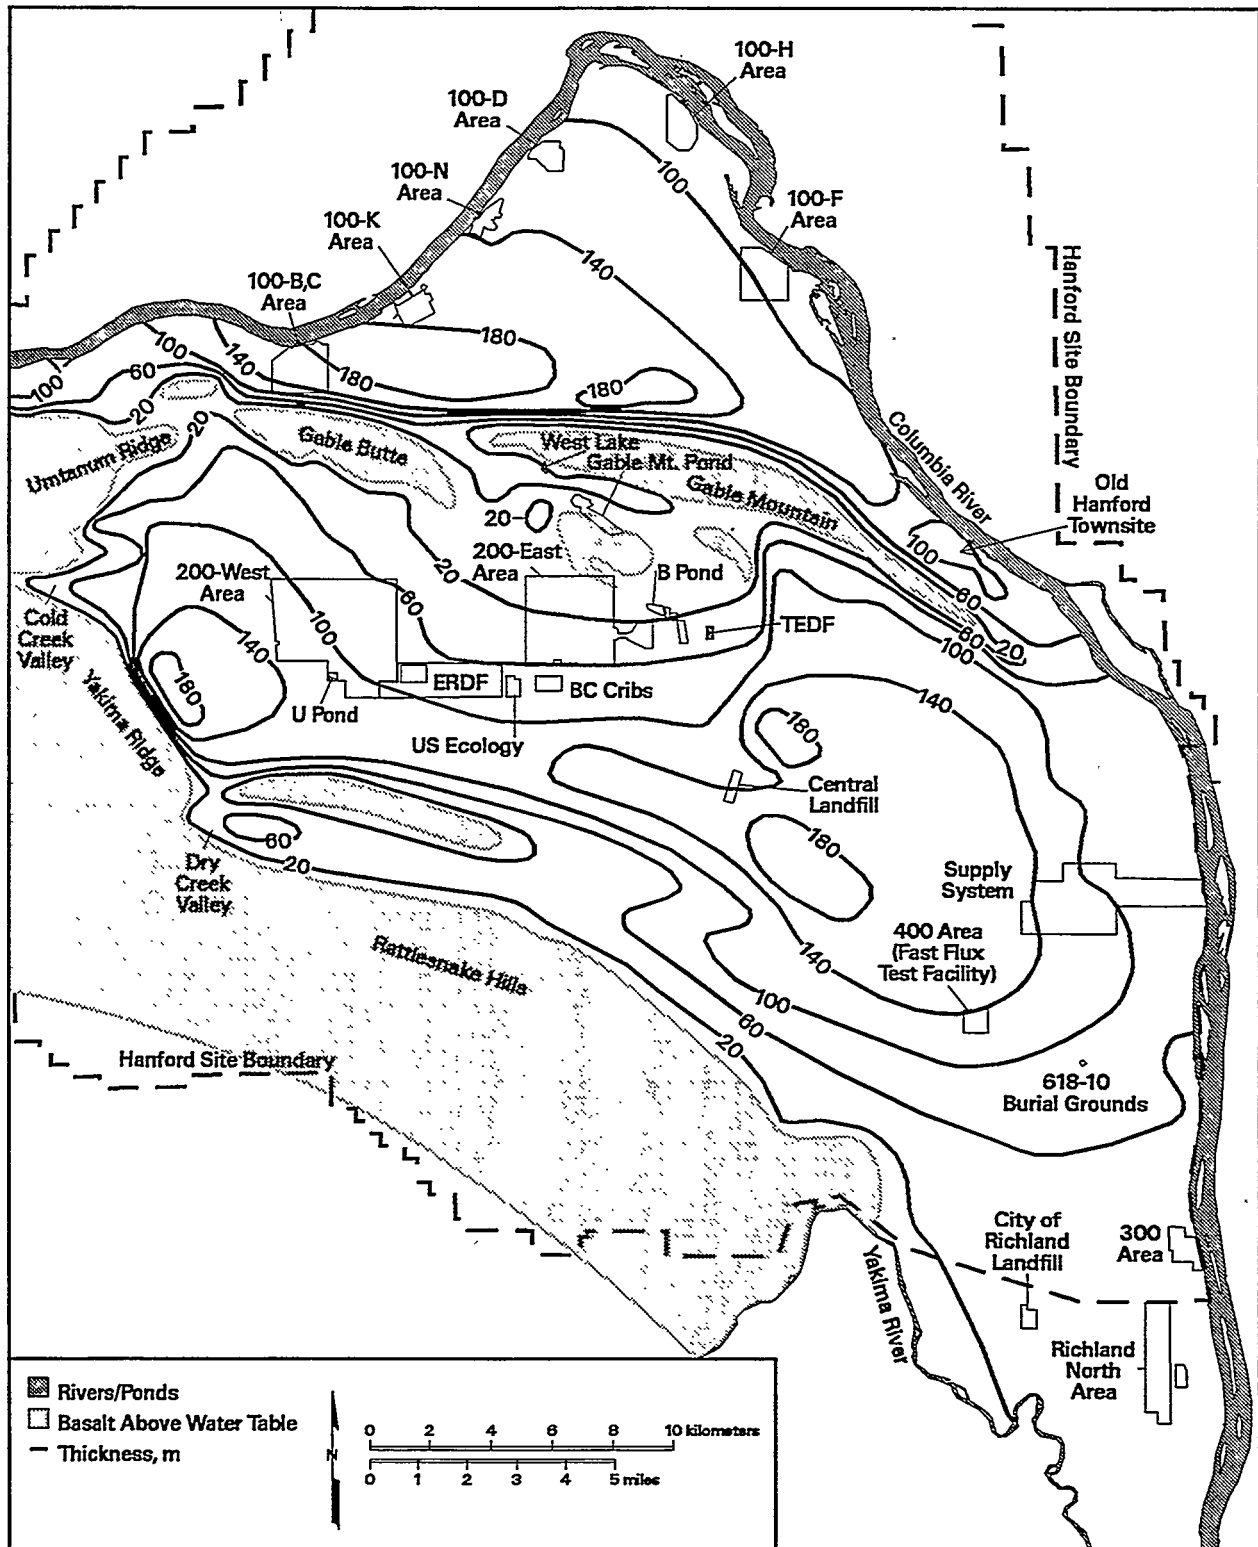 100-H
Area
100-D
Area
100-N
Area
100
100-F
Area
100-K
Area
140
Hanford Site Boundary
100-B,C
Area
180
100
140
60
100
180
180
20
20
Columbia River
Umtanum Ridge
Gable Butte
West Lake
Gable Mt. Pond
Gable Mountain
Old
Hanford
Townsite
20
100
200-East
Area
B Pond
20
200-West
Area
60
60
Cold
Creek
Valley
100
TEDF
60
20
100
140
180
ERDF
BC Cribs
140
U Pond
US Ecology
180
Yakima Ridge
Central
Landfill
60
180
20
Dry
Creek
Valley
Supply
System
400 Area
(Fast Flux
Test Facility)
Rattlesnake Hills
140
100
60
20
Hanford Site Boundary
618-10
Burial Grounds
City of
Richland
Landfill
300
Area
Yakima River
Richland
North
Area
Rivers/Ponds
Basalt Above Water Table
Thickness, m
N
0 2 4 6 8 10 kilometers
0 1 2 3 4 5 miles